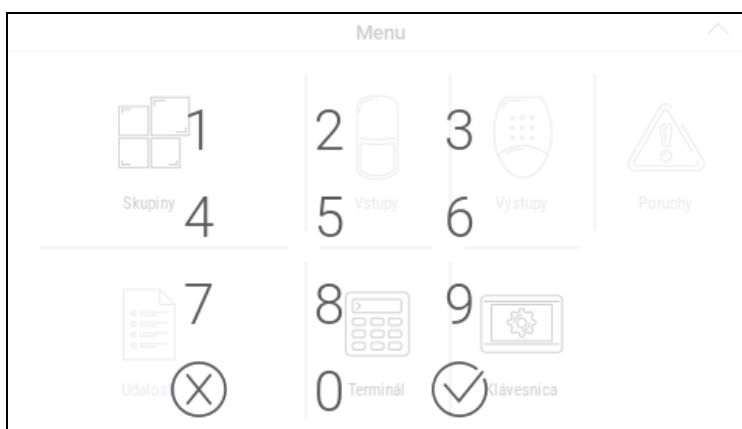 Menu
1 2 3
Skupiny Vstupy Výstupy Poruchy
4 5 6
7 8 9
Udalosti Terminál Klávesnica
X 0